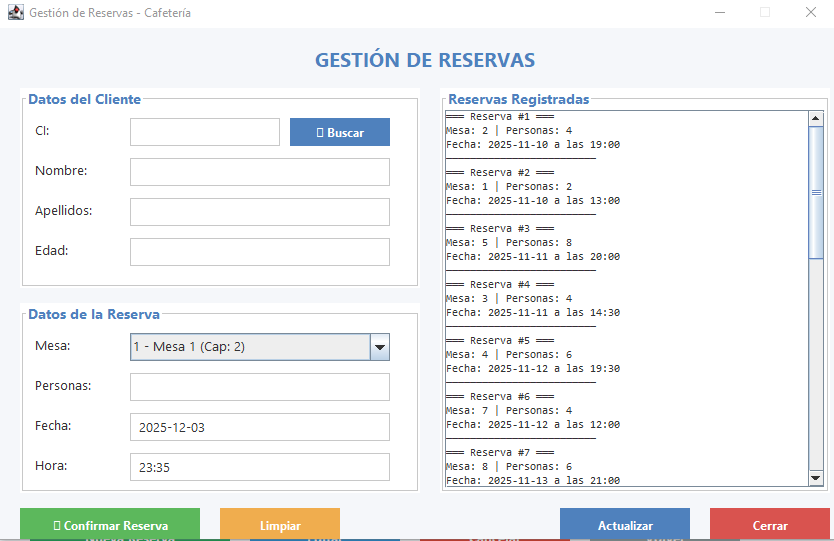 Gestión de Reservas - Cafetería
GESTIÓN DE RESERVAS
Datos del Cliente
CI:
Buscar
Nombre:
Apellidos:
Edad:
Datos de la Reserva
Mesa:
1 - Mesa 1 (Cap: 2)
Personas:
Fecha:
2025-12-03
Hora:
23:35
Reservas Registradas
=== Reserva #1 ===
Mesa: 2 | Personas: 4
Fecha: 2025-11-10 a las 19:00
=== Reserva #2 ===
Mesa: 1 | Personas: 2
Fecha: 2025-11-10 a las 13:00
=== Reserva #3 ===
Mesa: 5 | Personas: 8
Fecha: 2025-11-11 a las 20:00
=== Reserva #4 ===
Mesa: 3 | Personas: 4
Fecha: 2025-11-11 a las 14:30
=== Reserva #5 ===
Mesa: 4 | Personas: 6
Fecha: 2025-11-12 a las 19:30
=== Reserva #6 ===
Mesa: 7 | Personas: 4
Fecha: 2025-11-12 a las 12:00
=== Reserva #7 ===
Mesa: 8 | Personas: 6
Fecha: 2025-11-13 a las 21:00
Confirmar Reserva
Limpiar
Actualizar
Cerrar